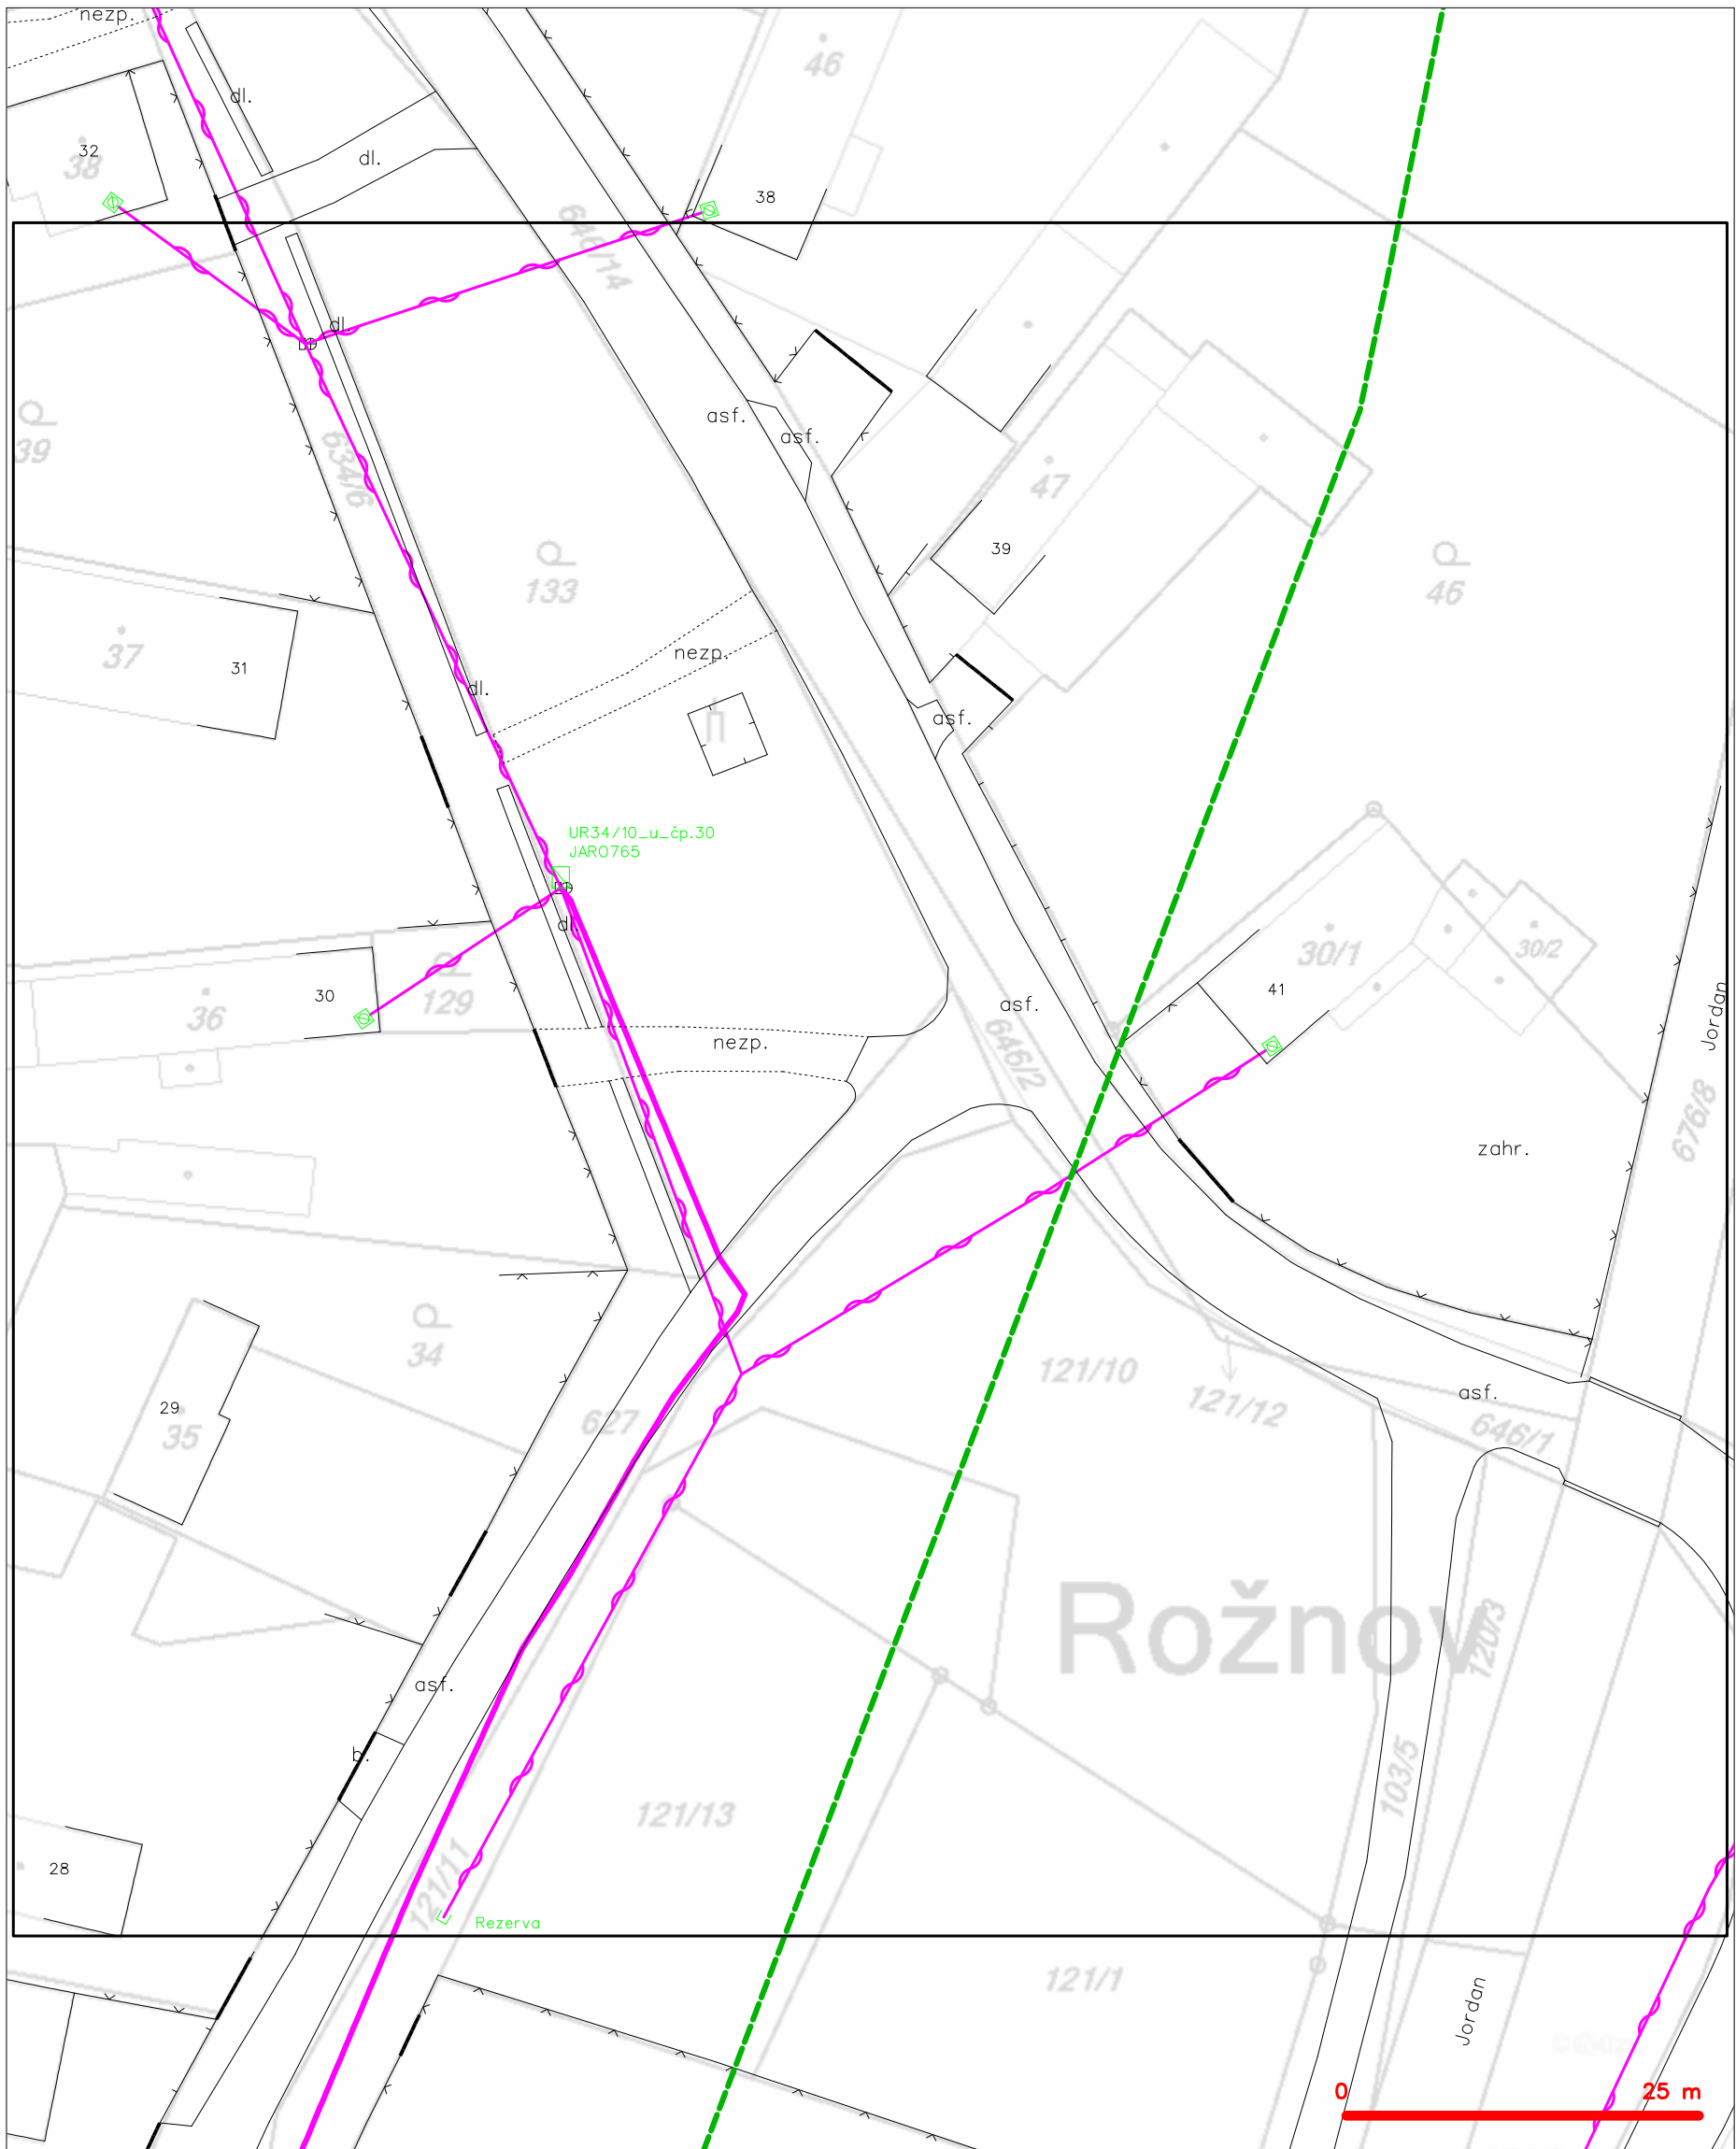 nezp.
dl.
46
32
38
dl.
38
646/14
dl.
asf.
asf.
39
634/6
47
39
133
46
37
31
nezp.
dl.
asf.
UR34/10_u_čp.30
JARO765
dl.
30/1
30/2
41
30
36
129
asf.
Jordan
nezp.
646/2
676/8
zahr.
34
121/10
121/12
asf.
29
35
627
646/1
Rožnov
120/3
asf.
b.
103/5
121/13
28
121/11
Rezerva
121/1
Jordan
0
25 m